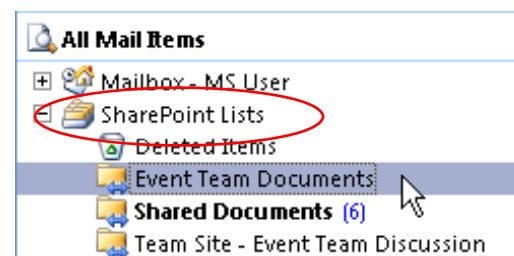 All Mail Items
Mailbox - MS User
SharePoint Lists
Deleted Items
Event Team Documents
Shared Documents (6)
Team Site - Event Team Discussion